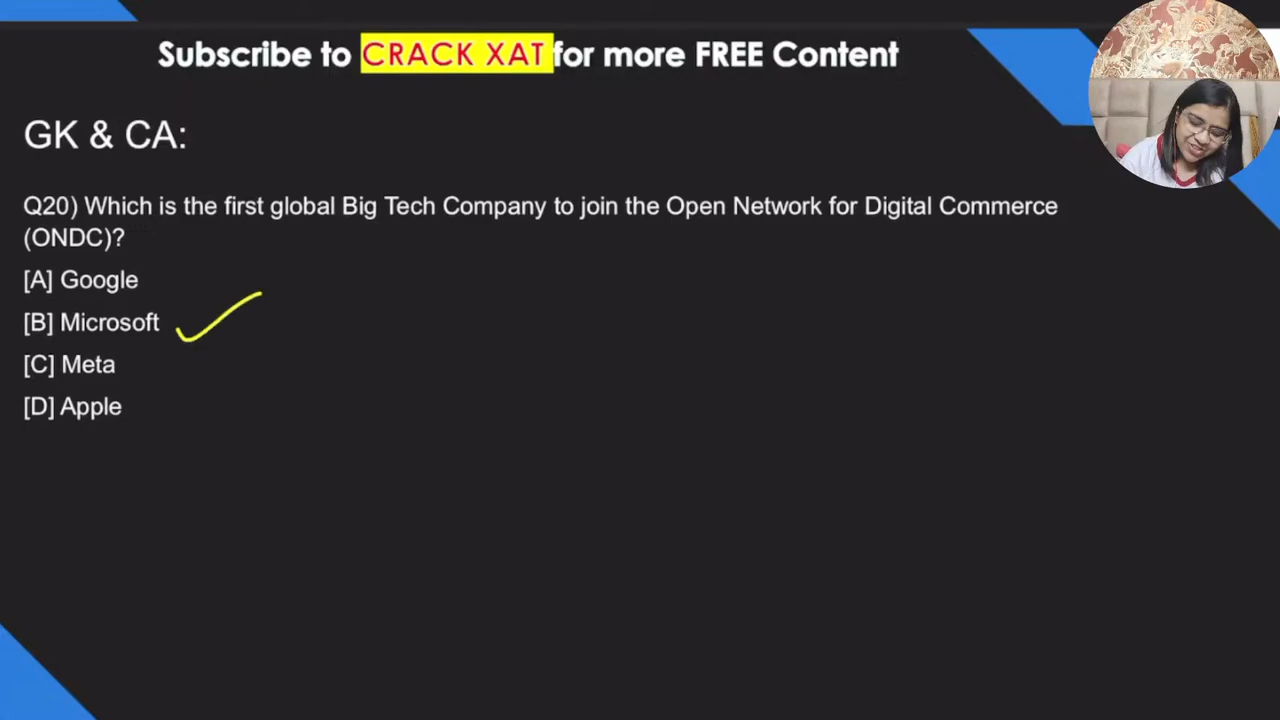 Subscribe to CRACK XAT for more FREE Content
GK & CA:
Q20) Which is the first global Big Tech Company to join the Open Network for Digital Commerce
(ONDC)?
[A] Google
[B] Microsoft
[C] Meta
[D] Apple